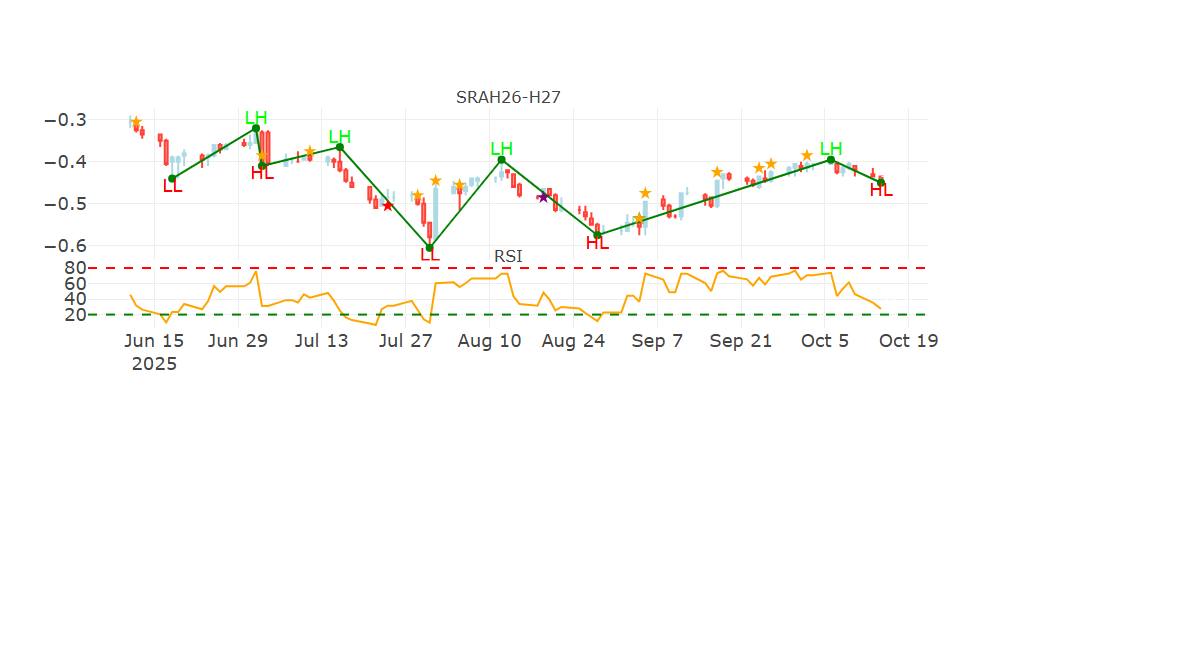 SRAH26-H27
−0.3
−0.4
−0.5
−0.6
LL
LH
HL
LH
LL
LH
HL
LH
HL
RSI
80
60
40
20
Jun 15 Jun 29 Jul 13 Jul 27 Aug 10 Aug 24 Sep 7 Sep 21 Oct 5 Oct 19
2025